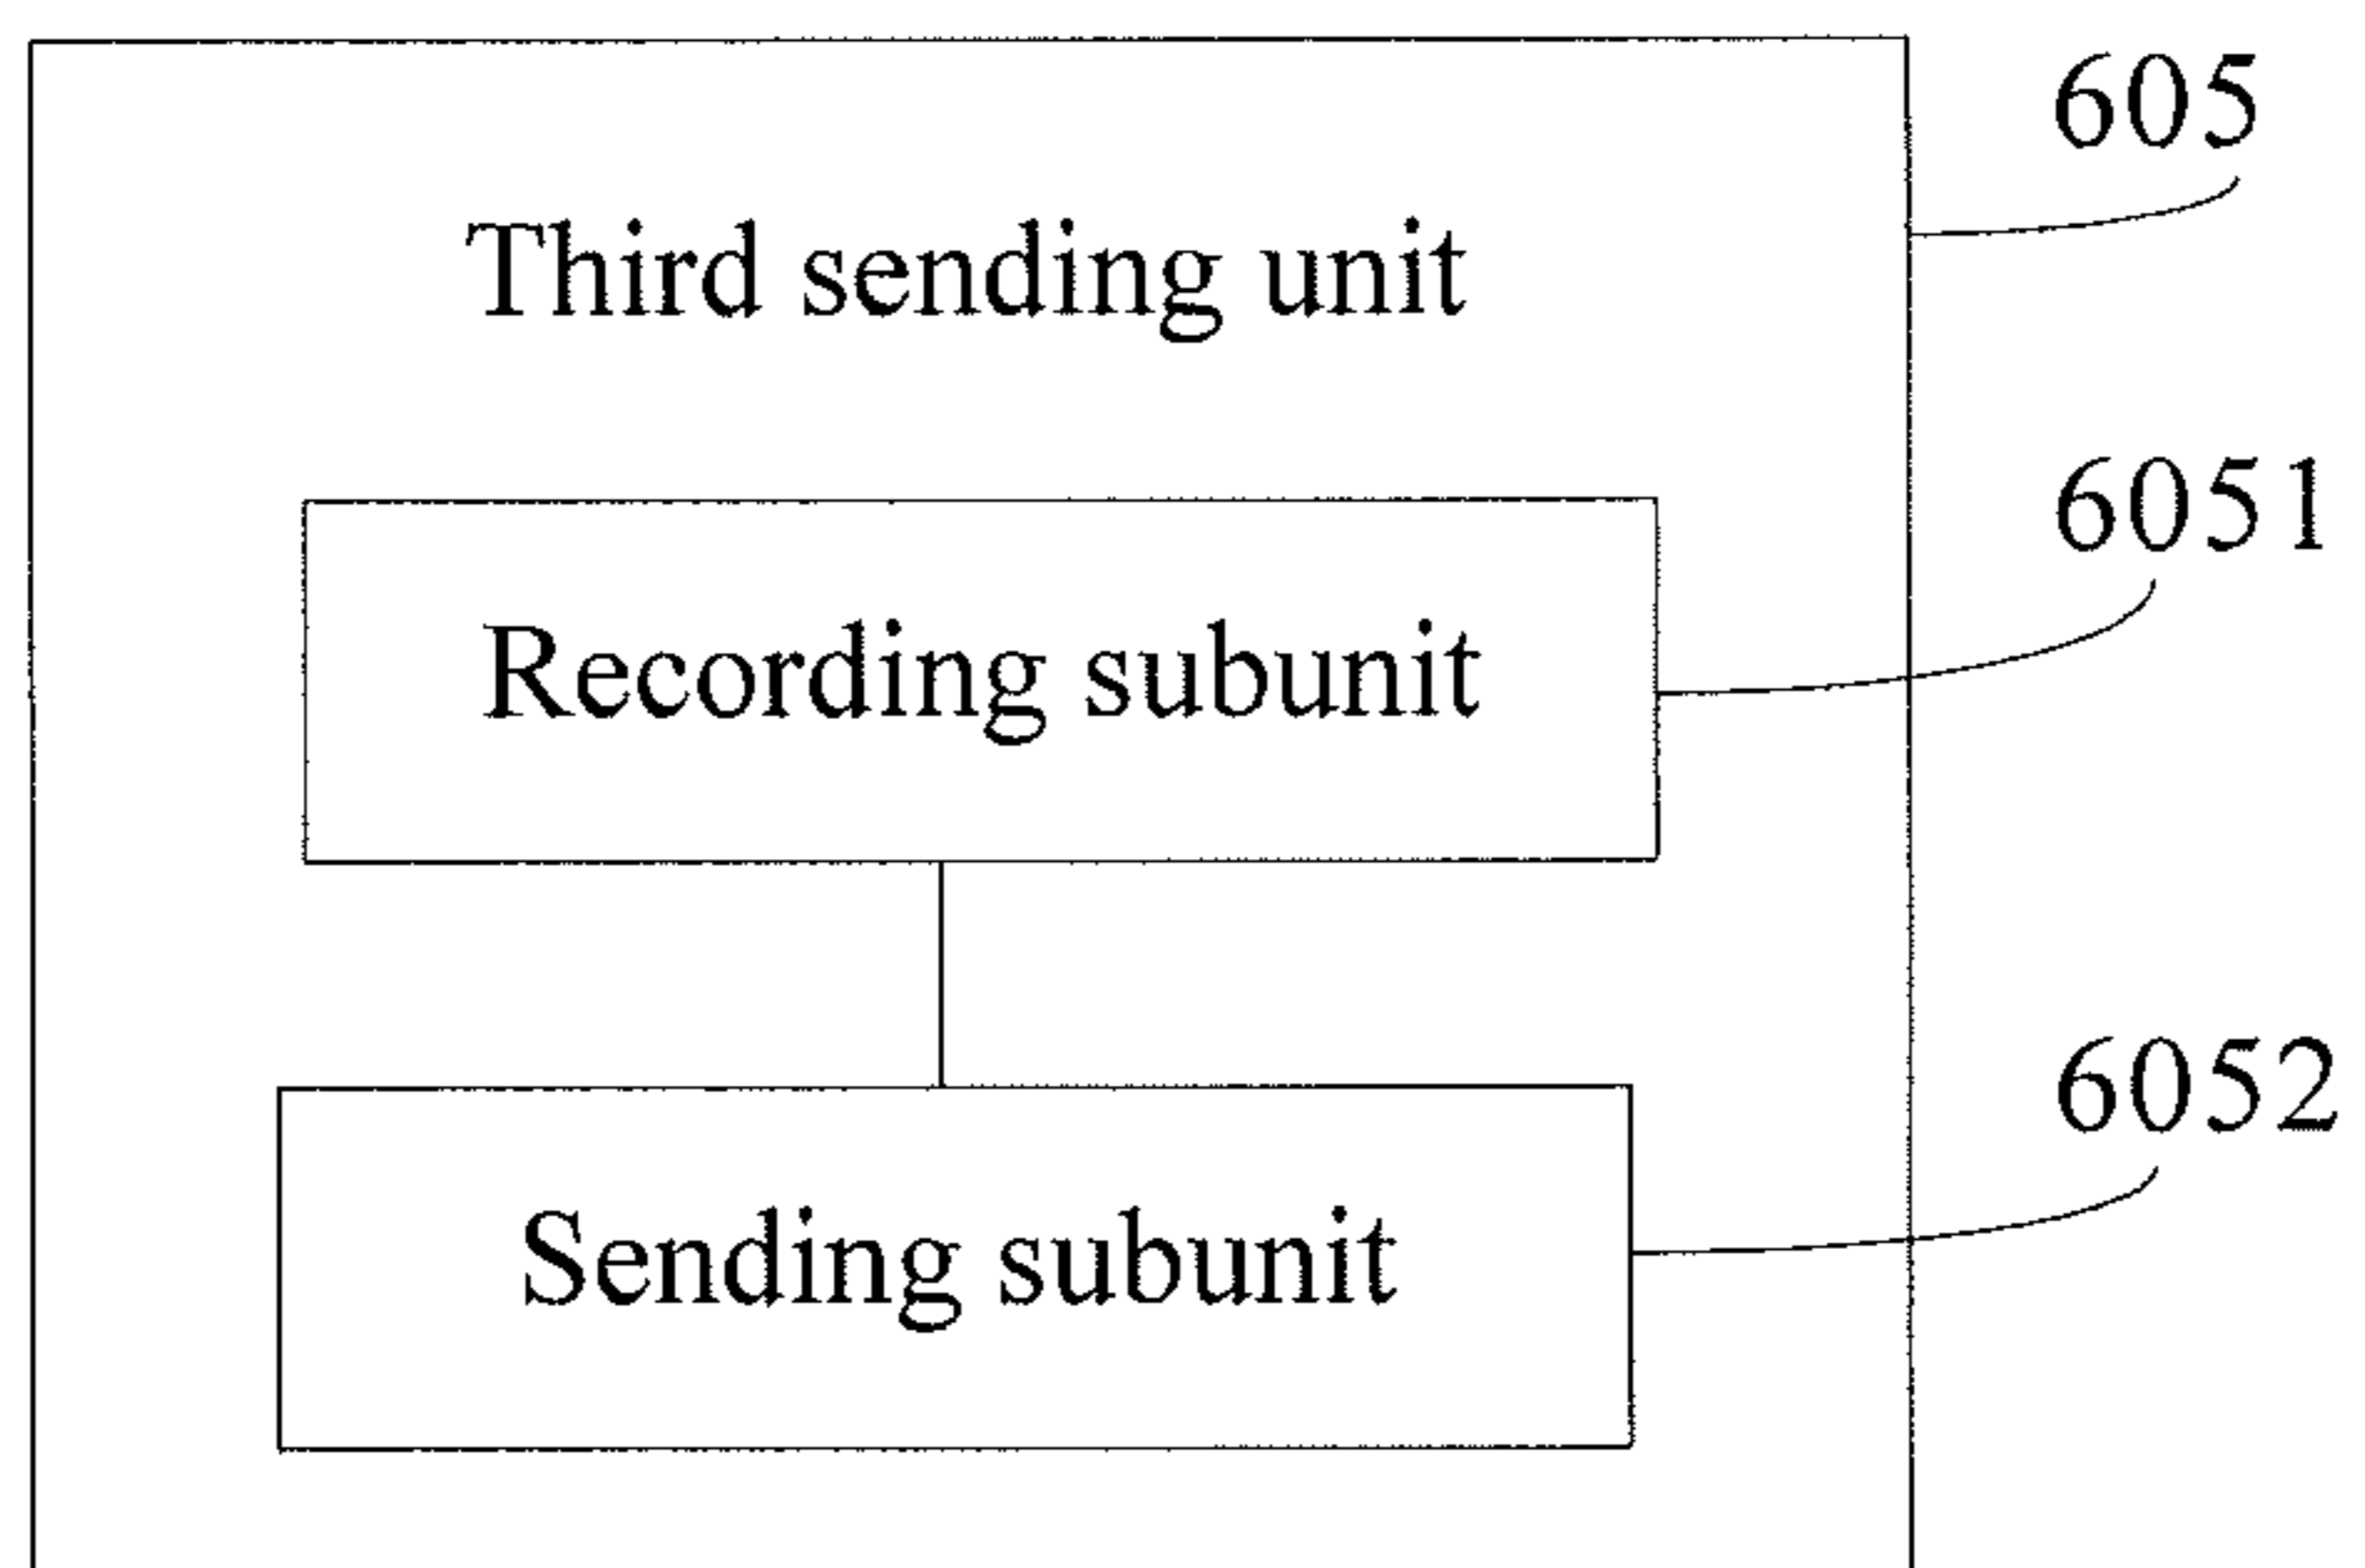 605
Third sending unit
6051
Recording subunit
6052
Sending subunit